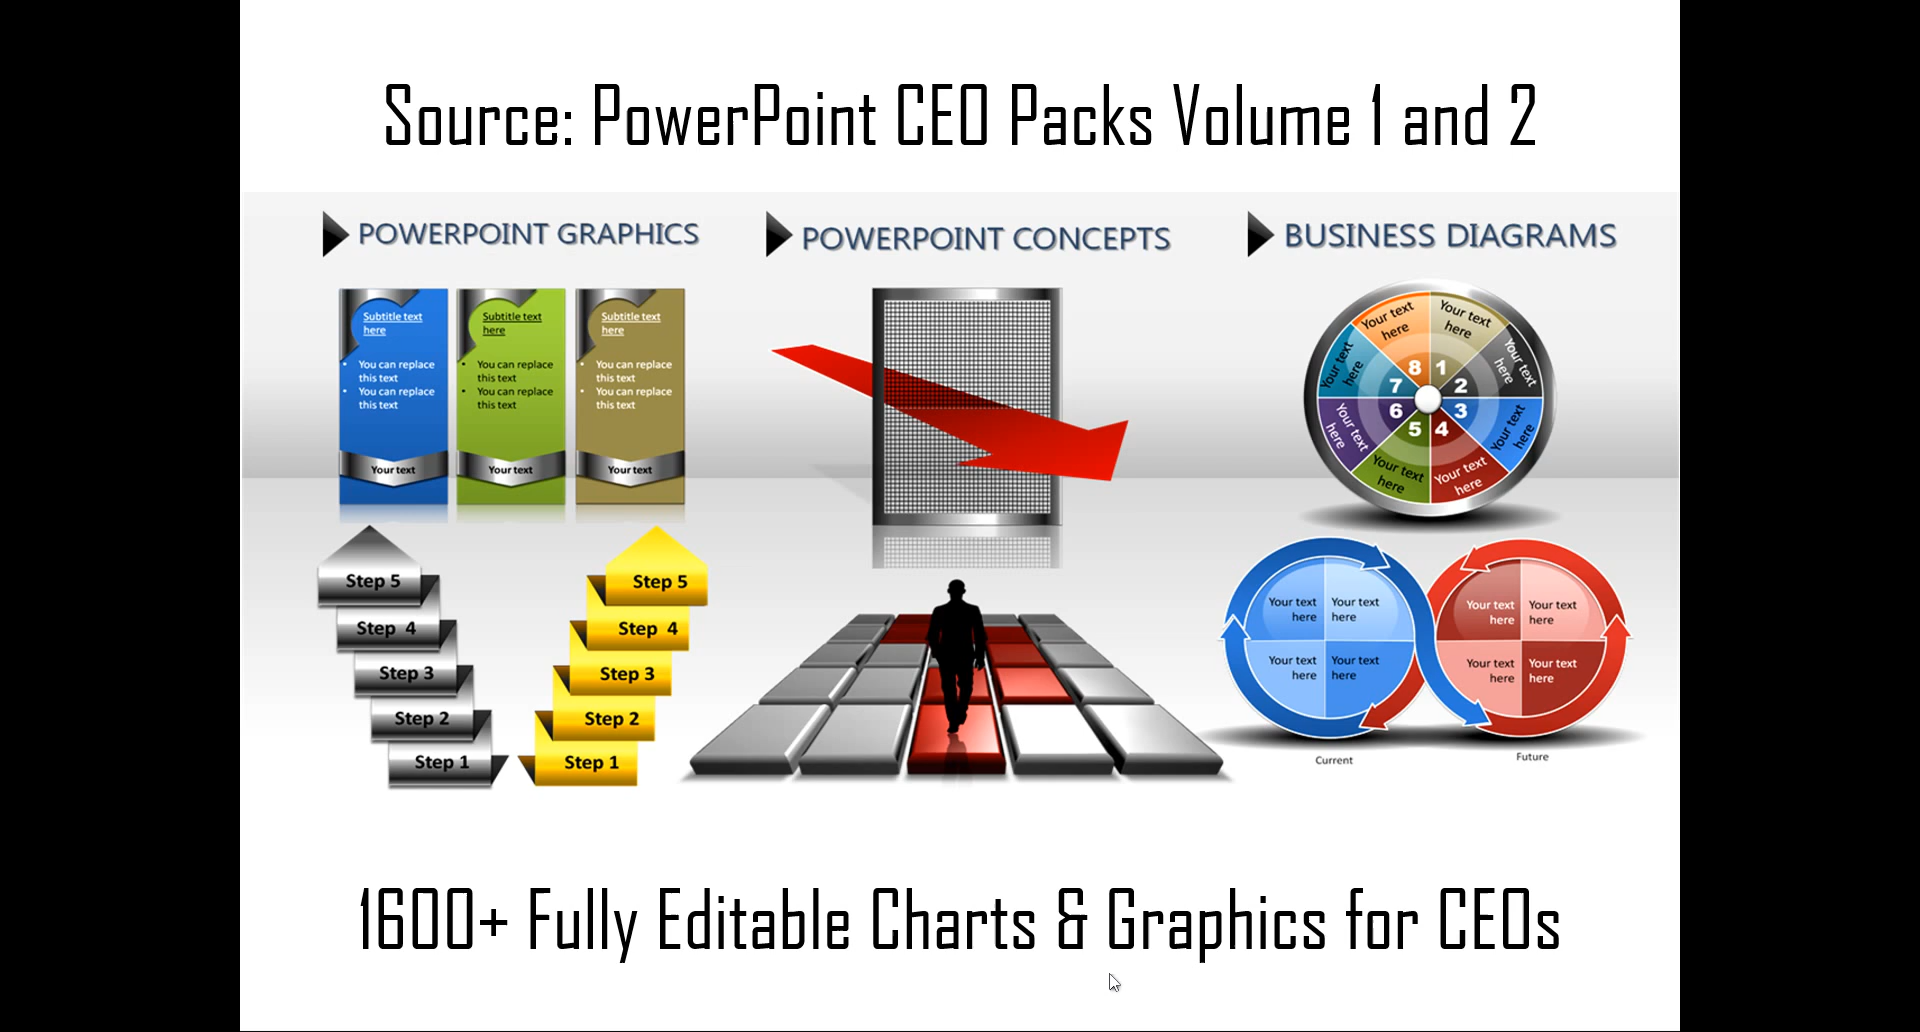 Source: PowerPoint CEO Packs Volume 1 and 2
POWERPOINT GRAPHICS
POWERPOINT CONCEPTS
BUSINESS DIAGRAMS
Subtitle text
here
• You can replace
this text
• You can replace
this text
Your text
Subtitle text
here
• You can replace
this text
• You can replace
this text
Your text
Subtitle text
here
• You can replace
this text
• You can replace
this text
Your text
Step 5
Step 4
Step 3
Step 2
Step 1
Step 5
Step 4
Step 3
Step 2
Step 1
Your text
here
1
Your text
here
2
Your text
here
3
Your text
here
4
Your text
here
5
Your text
here
6
Your text
here
7
Your text
here
8
Your text
here
Your text
here
Your text
here
Your text
here
Current
Your text
here
Your text
here
Your text
here
Your text
here
Future
1600+ Fully Editable Charts & Graphics for CEOs